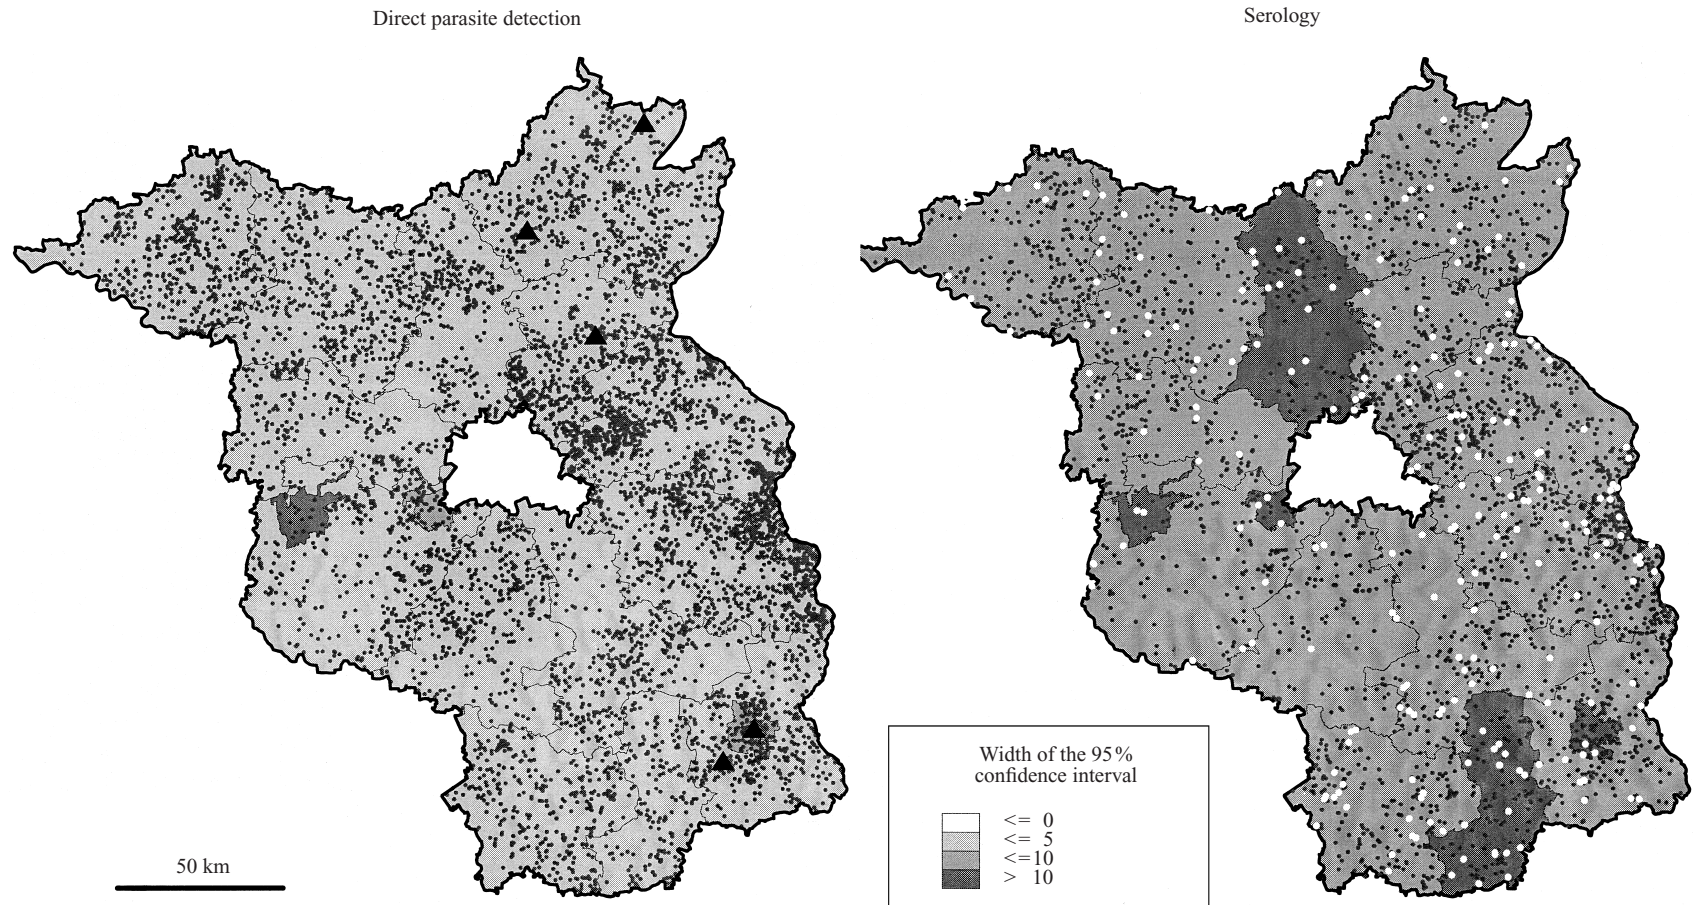 Direct parasite detection
Serology
Width of the 95%
confidence interval
<= 0
<= 5
<=10
> 10
50 km